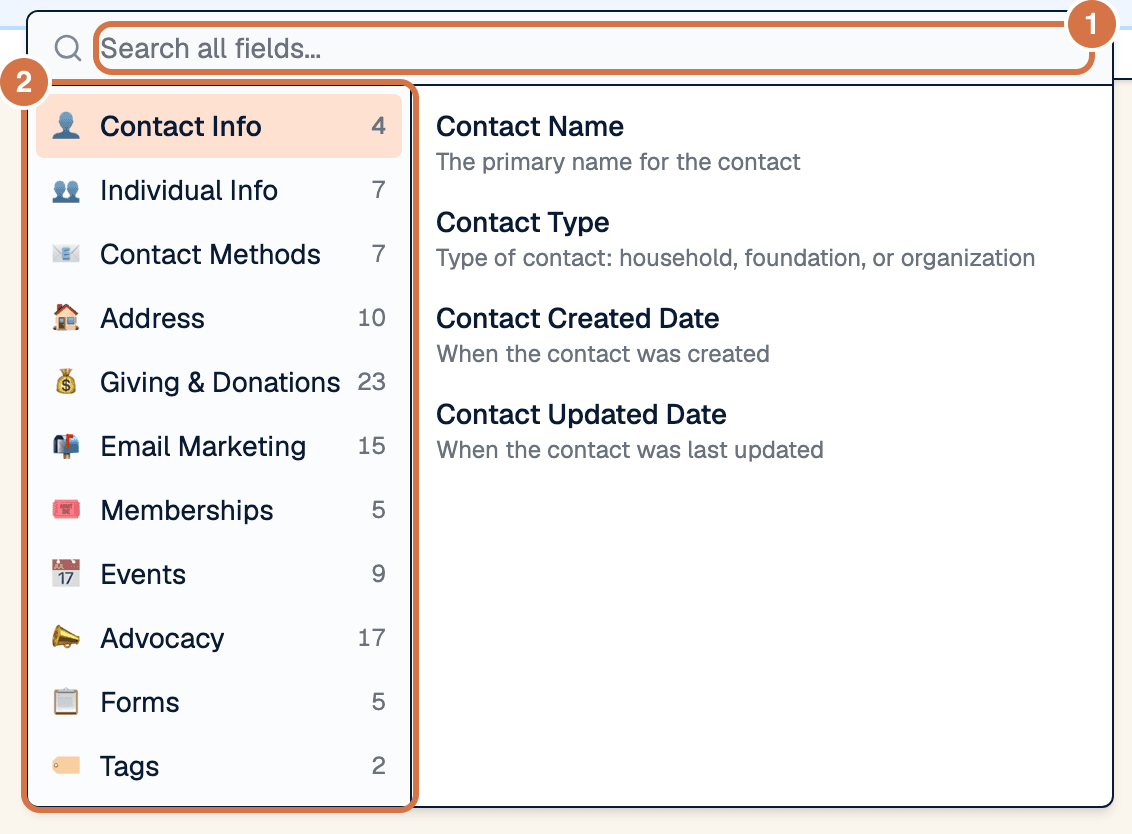 1
Search all fields...
2
Contact Info 4
Individual Info 7
Contact Methods 7
Address 10
Giving & Donations 23
Email Marketing 15
Memberships 5
Events 9
Advocacy 17
Forms 5
Tags 2
Contact Name
The primary name for the contact
Contact Type
Type of contact: household, foundation, or organization
Contact Created Date
When the contact was created
Contact Updated Date
When the contact was last updated
17